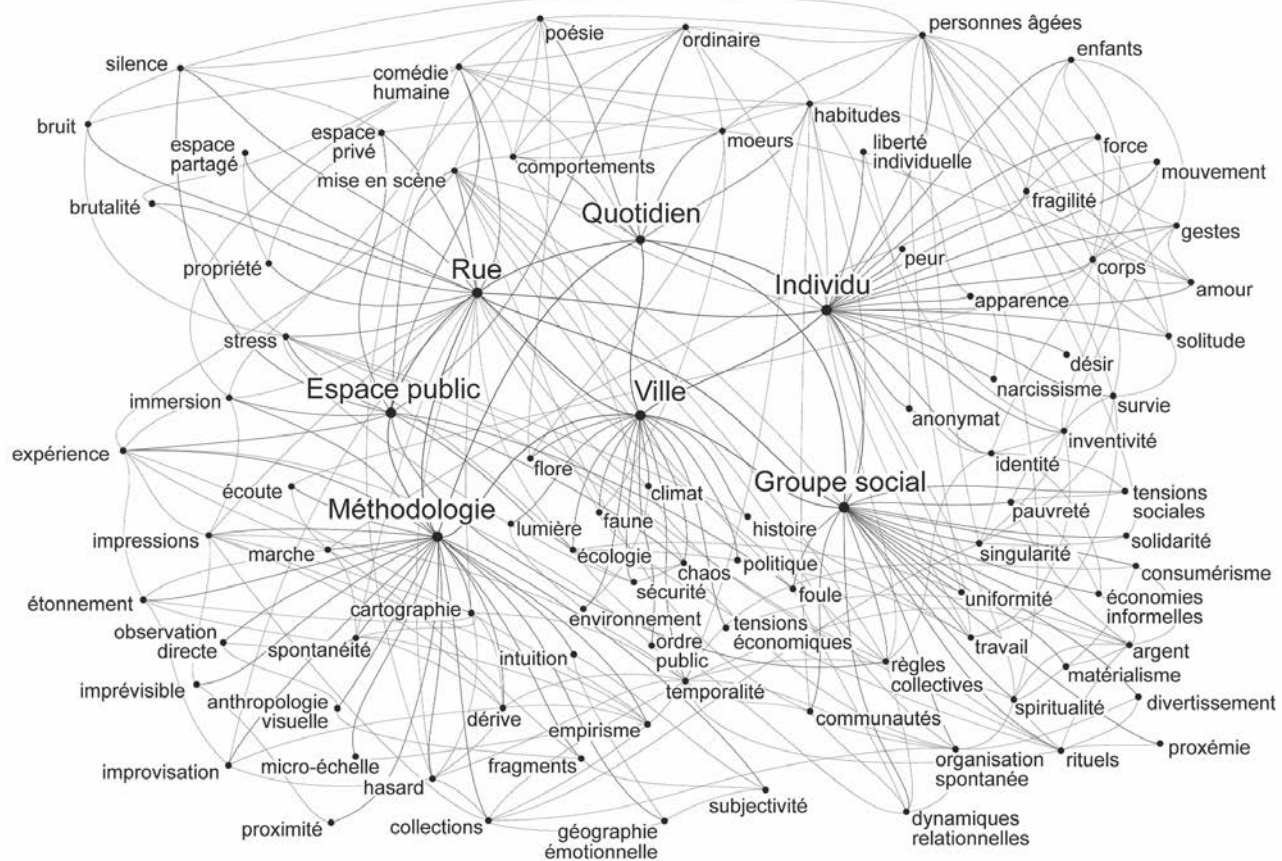 poésie
ordinaire
personnes âgées
enfants
silence
comédie
humaine
bruit
espace
partagé
espace
privé
habitudes
moeurs
liberté
individuelle
force
mouvement
mise en scène
comportements
fragilité
brutalité
Quotidien
gestes
propriété
Rue
peur
corps
Individu
apparence
amour
stress
solitude
désir
immersion
Espace public
Ville
narcissisme
survie
anonymat
inventivité
expérience
flore
identité
écoute
climat
Groupe social
tensions
sociales
Méthodologie
pauvreté
impressions
marche
lumière
faune
histoire
singularité
solidarité
écologie
chaos
politique
consumérisme
étonnement
sécurité
foule
uniformité
économies
informelles
cartographie
environnement
tensions
économiques
observation
directe
spontanéité
intuition
ordre
public
règles
collectives
travail
argent
matérialisme
imprévisible
temporalité
anthropologie
visuelle
dérive
empirisme
communautés
spiritualité
divertissement
improvisation
micro-échelle
hasard
fragments
organisation
spontanée
rituels
proxémie
subjectivité
proximité
collections
géographie
émotionnelle
dynamiques
relationnelles